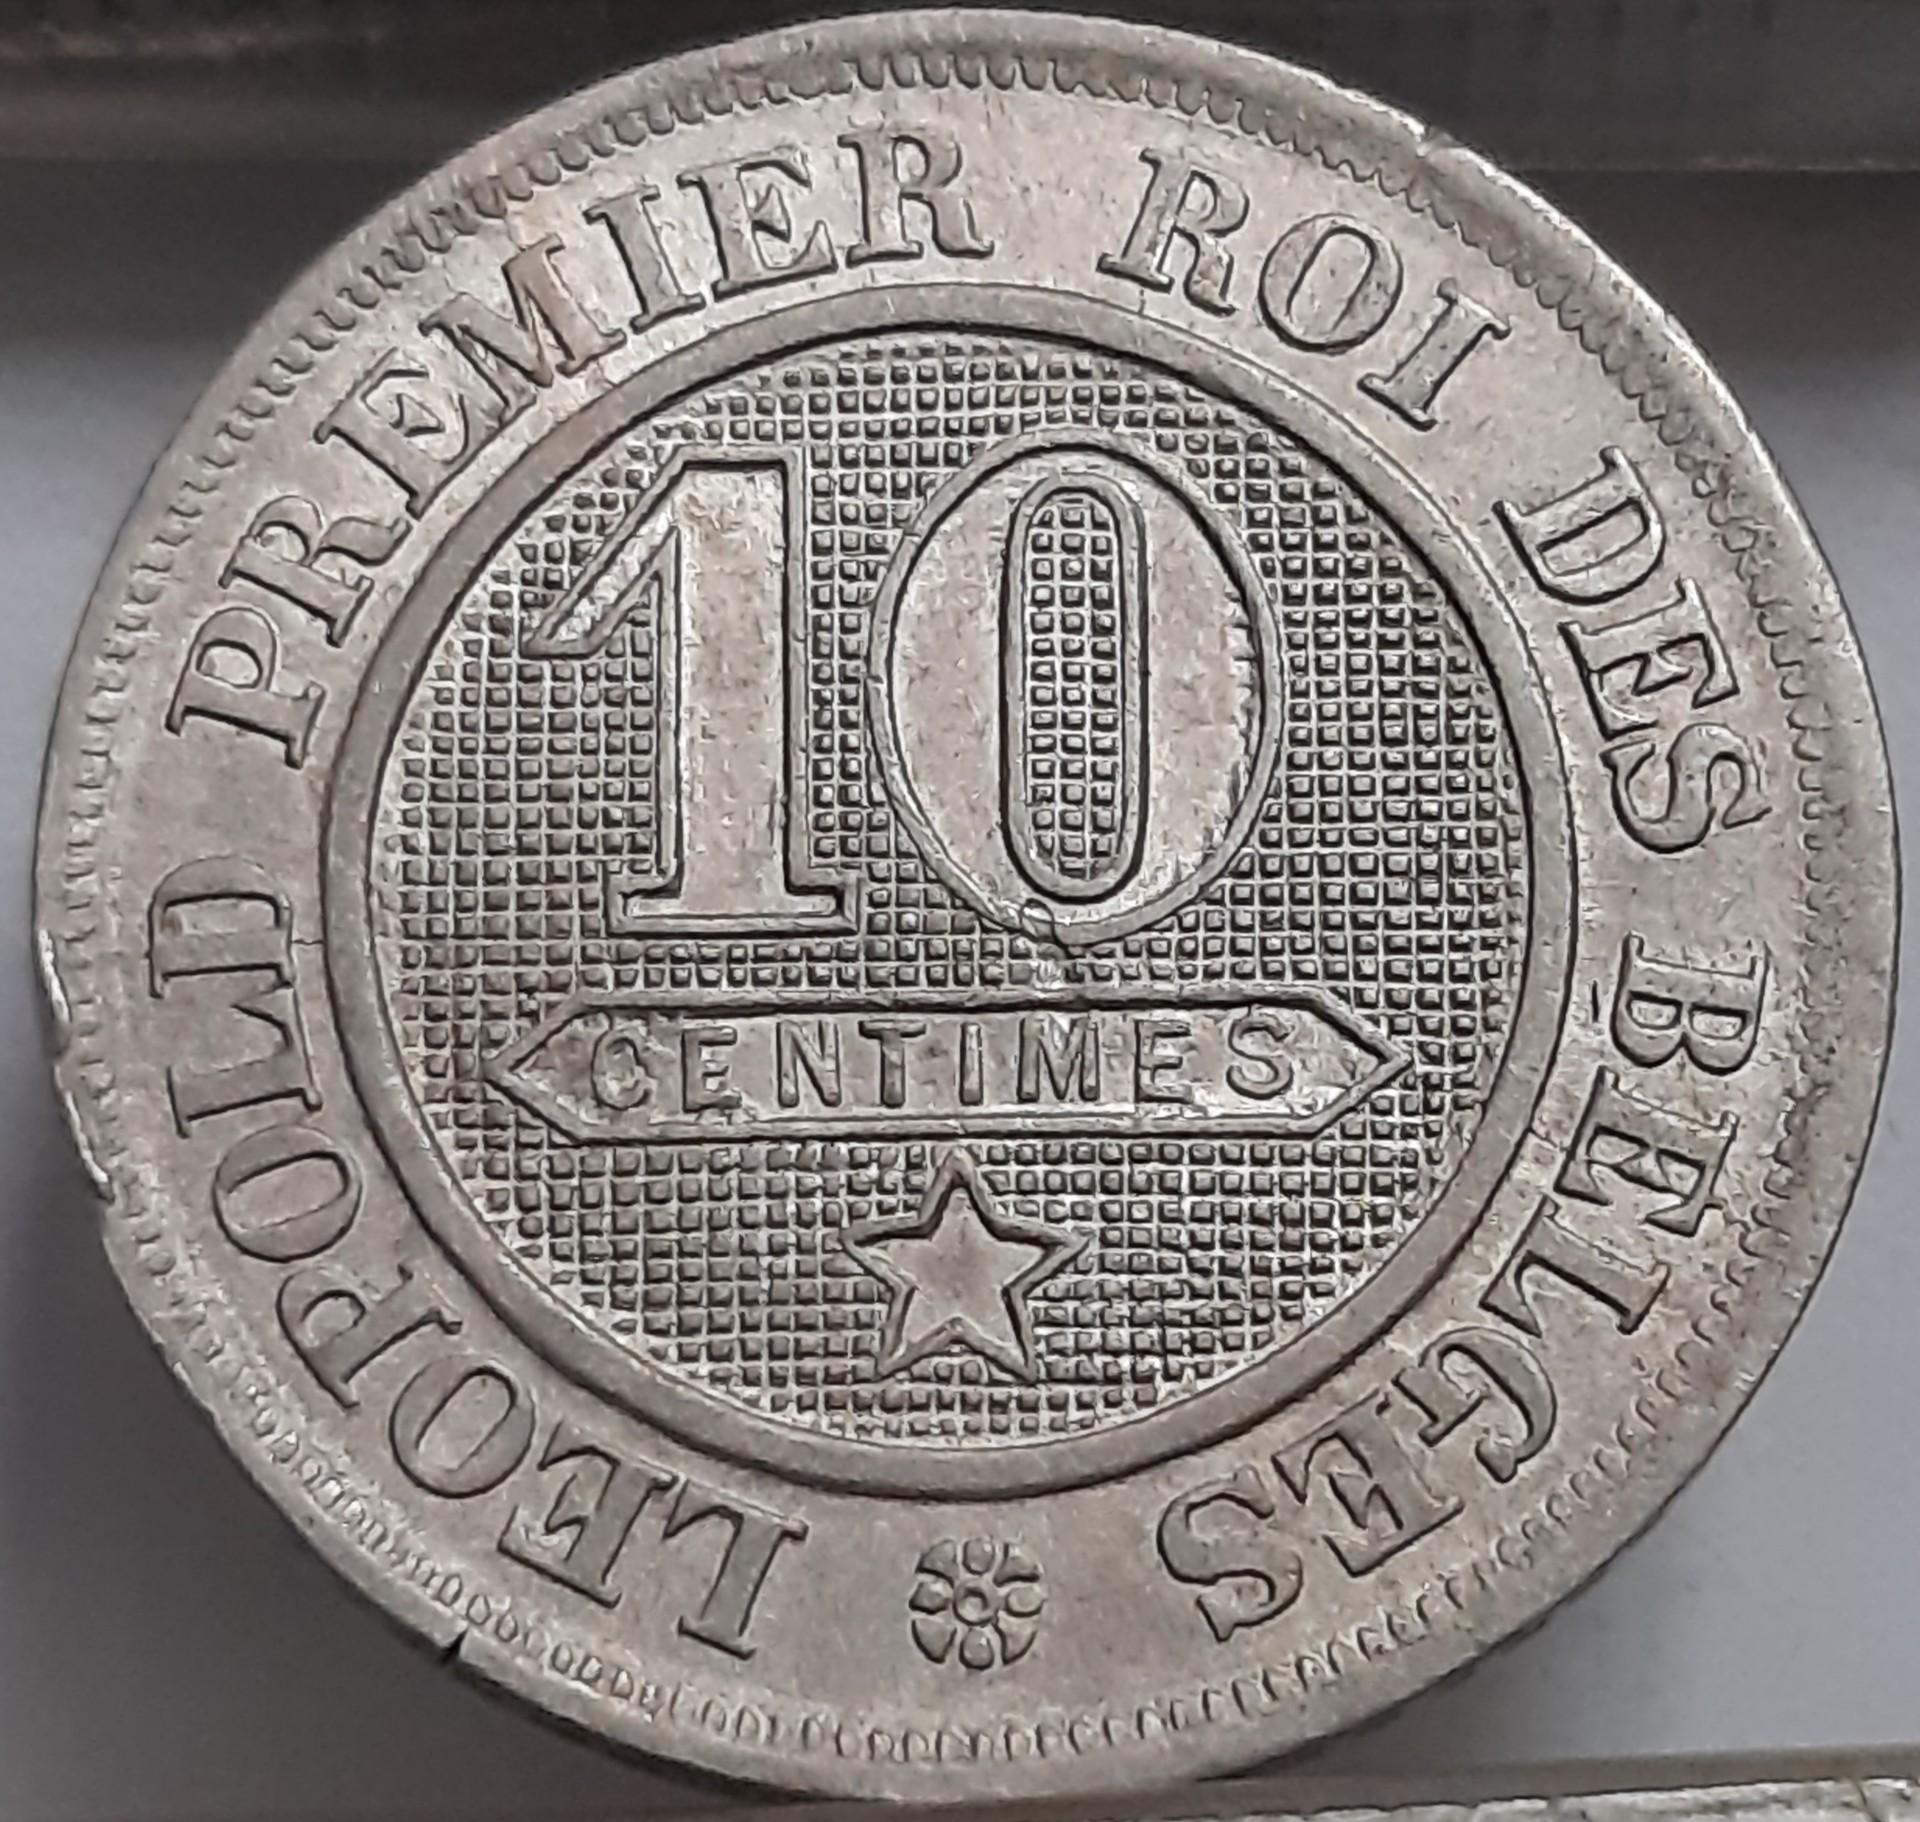 LEOPOLD PREMIER ROI DES BELGES
10
CENTIMES